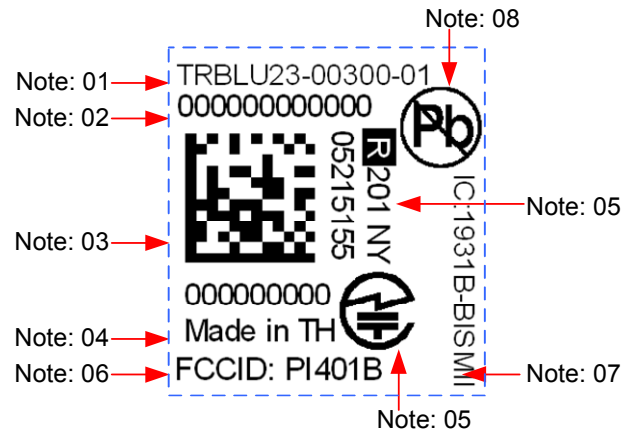 Note: 08
Note: 01
TRBLU23-00300-01
Note: 02
000000000000
Pb
R 201 NY
05215155
Note: 05
IC:1931B-BISMII
Note: 03
000000000
Note: 04
Made in TH
Note: 06
FCCID: PI401B
Note: 07
Note: 05